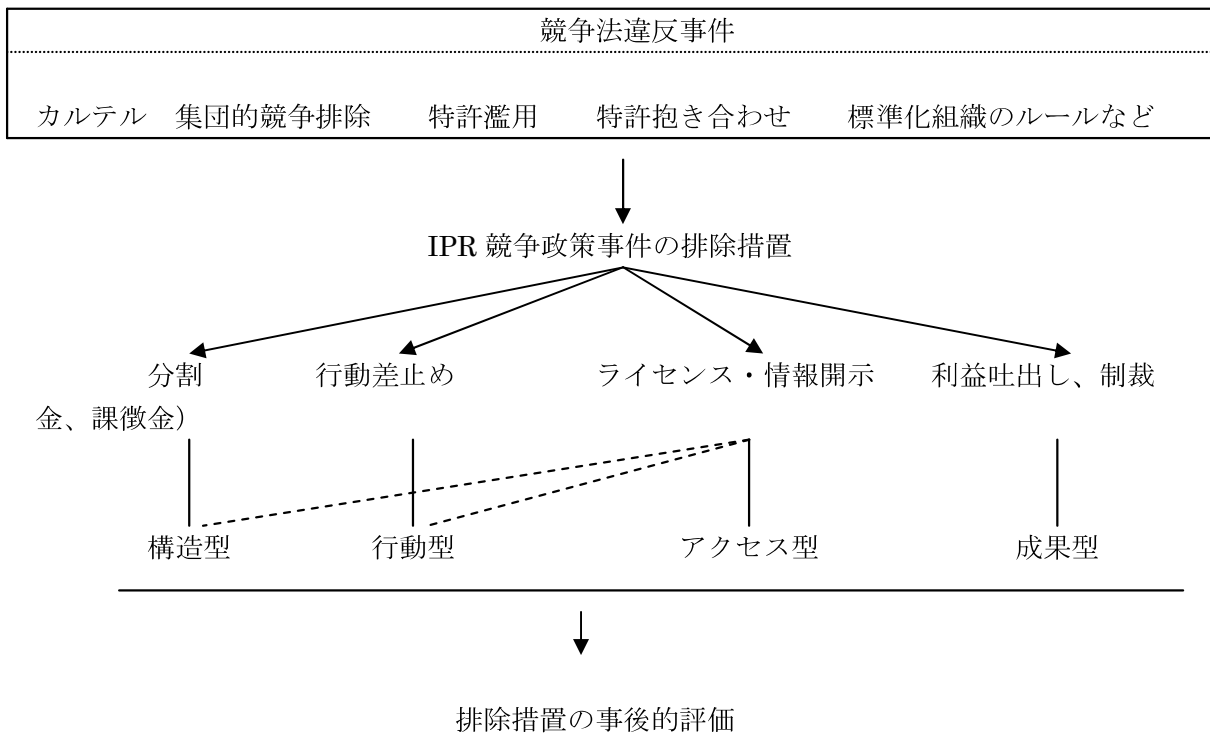 競争法違反事件
カルテル 集団的競争排除 特許濫用 特許抱き合わせ 標準化組織のルールなど
IPR 競争政策事件の排除措置
分割 行動差止め ライセンス・情報開示 利益吐出し、制裁
金、課徴金）
構造型 行動型 アクセス型 成果型
排除措置の事後的評価